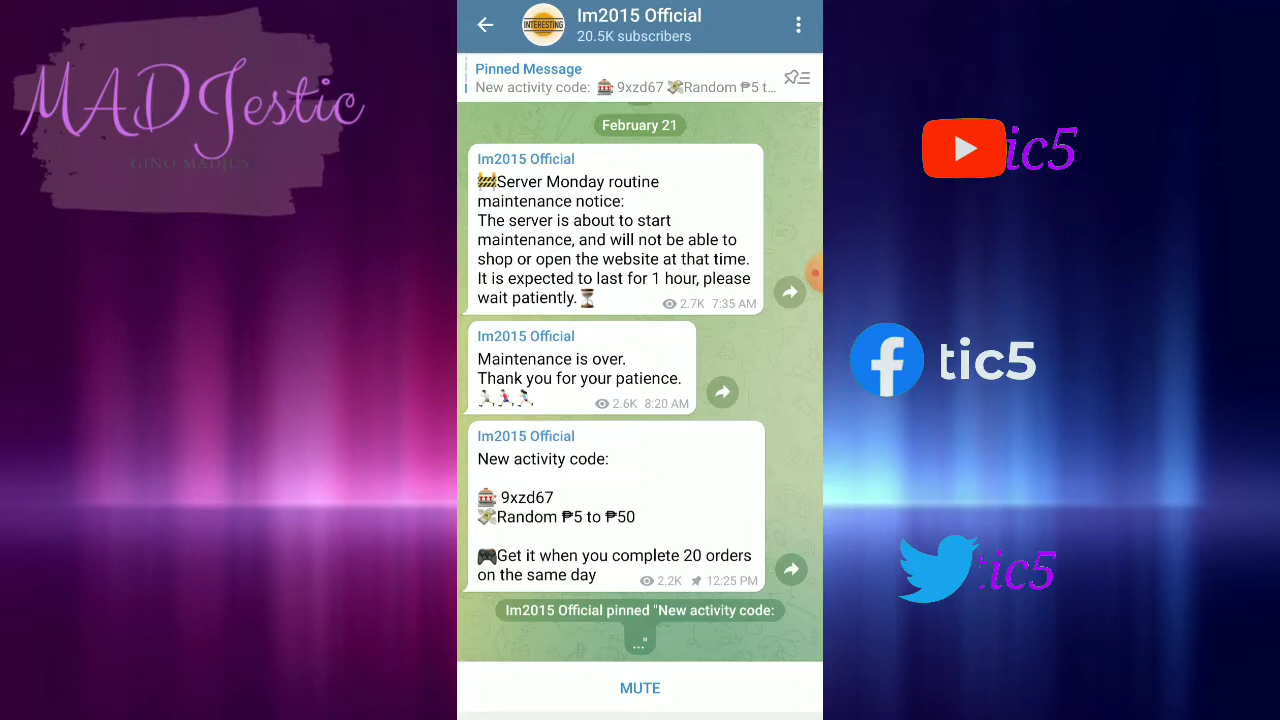 MADJestic
GINO MADJUS
INTERESTING
Im2015 Official
20.5K subscribers
Pinned Message
New activity code: 🎰 9xzd67 💸Random ₱5 t...
February 21
Im2015 Official
🚧Server Monday routine
maintenance notice:
The server is about to start
maintenance, and will not be able to
shop or open the website at that time.
It is expected to last for 1 hour, please
wait patiently.⏳ 2.7K 7:35 AM
Im2015 Official
Maintenance is over.
Thank you for your patience.
2.6K 8:20 AM
Im2015 Official
New activity code:
🎰 9xzd67
💸Random ₱5 to ₱50
🎮Get it when you complete 20 orders
on the same day 2.2K 12:25 PM
Im2015 Official pinned "New activity code:
..."
MUTE
tic5
tic5
tic5